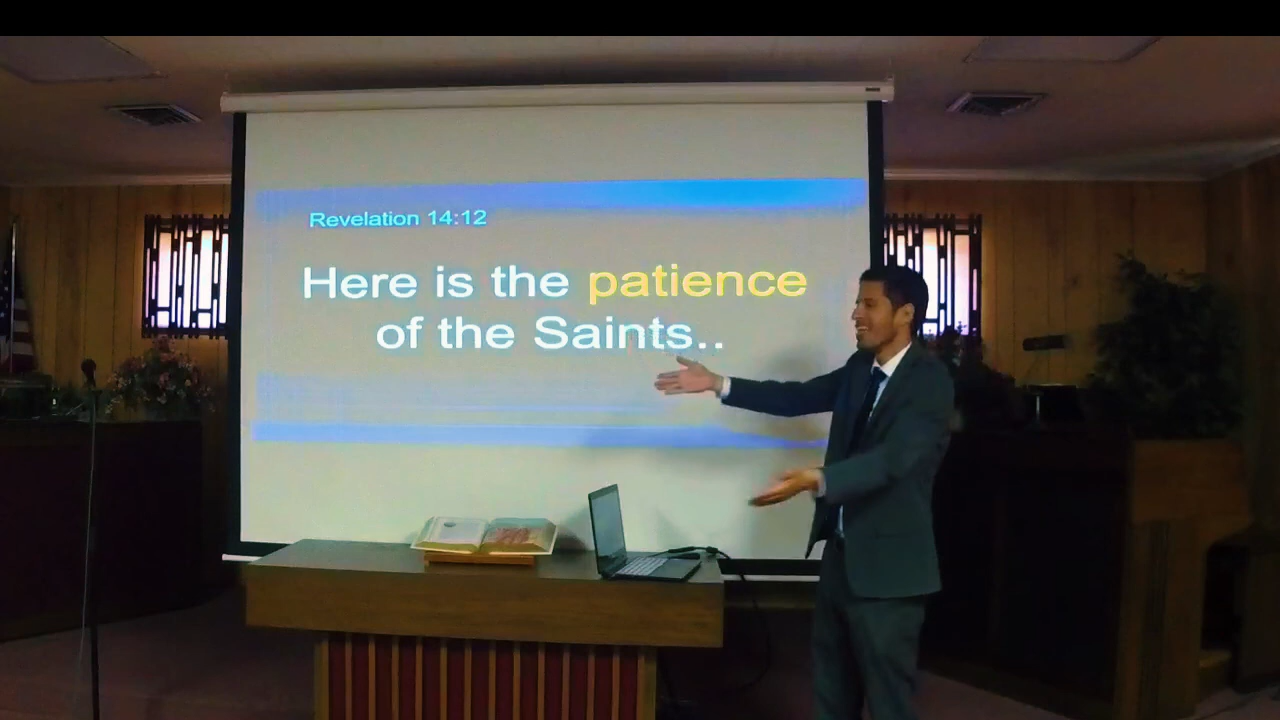 Revelation 14:12
Here is the patience
of the Saints..